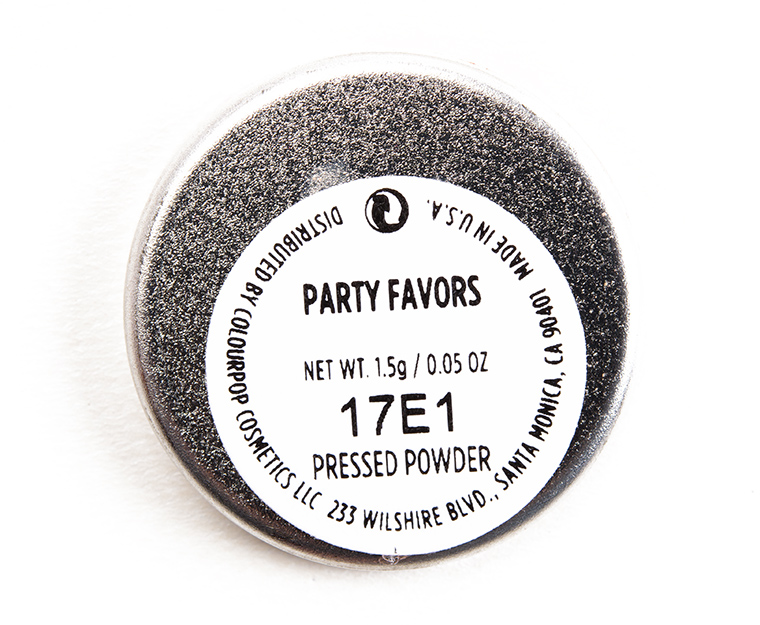 PARTY FAVORS
NET WT. 1.5g / 0.05 OZ
17E1
PRESSED POWDER
DISTRIBUTED BY COLOURPOP COSMETICS LLC 233 WILSHIRE BLVD., SANTA MONICA, CA 90401 MADE IN U.S.A.